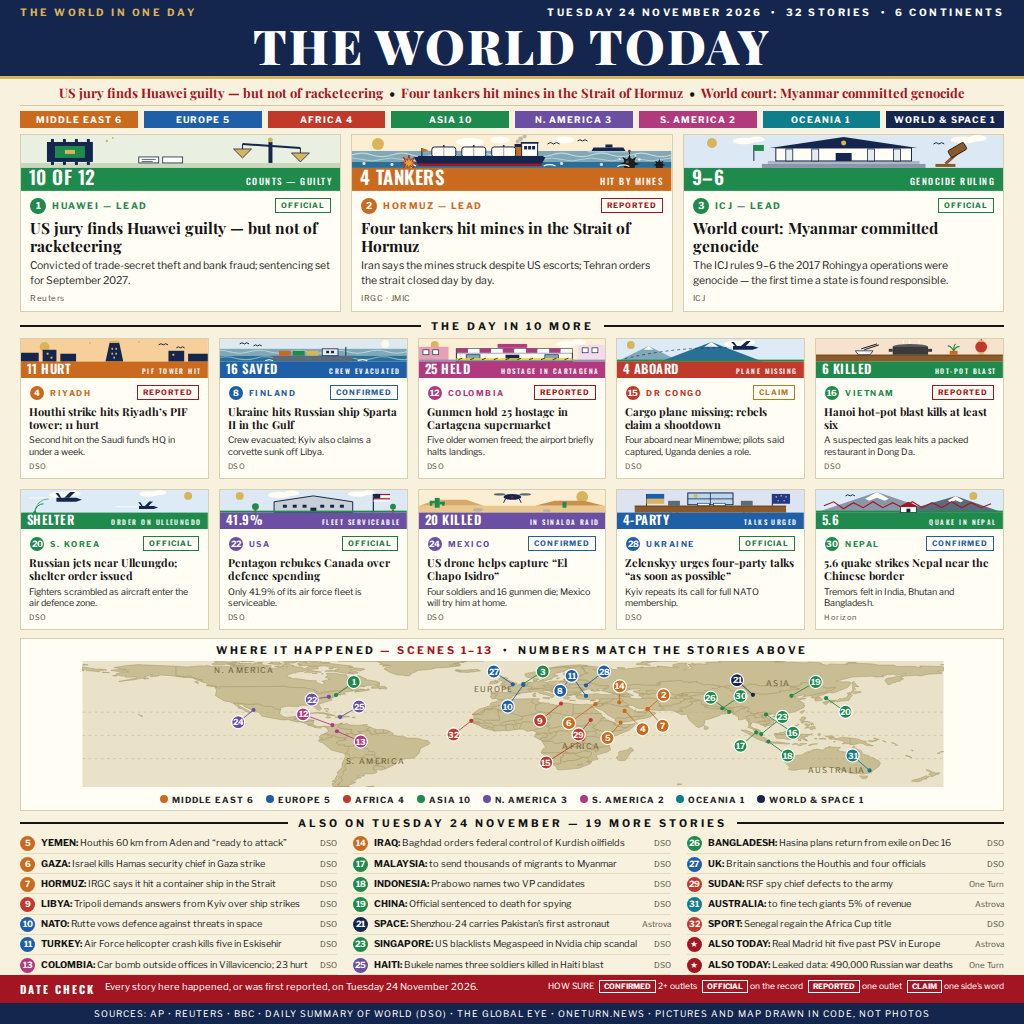 THE WORLD IN ONE DAY
TUESDAY 24 NOVEMBER 2026 • 32 STORIES • 6 CONTINENTS
THE WORLD TODAY
US jury finds Huawei guilty — but not of racketeering • Four tankers hit mines in the Strait of Hormuz • World court: Myanmar committed genocide
MIDDLE EAST 6
EUROPE 5
AFRICA 4
ASIA 10
N. AMERICA 3
S. AMERICA 2
OCEANIA 1
WORLD & SPACE 1
10 OF 12
COUNTS — GUILTY
1 HUAWEI — LEAD
OFFICIAL
US jury finds Huawei guilty — but not of
racketeering
Convicted of trade-secret theft and bank fraud; sentencing set
for September 2027.
Reuters
4 TANKERS
HIT BY MINES
2 HORMUZ — LEAD
REPORTED
Four tankers hit mines in the Strait of
Hormuz
Iran says the mines struck despite US escorts; Tehran orders
the strait closed day by day.
IRGC · JMIC
9–6
GENOCIDE RULING
3 ICJ — LEAD
OFFICIAL
World court: Myanmar committed
genocide
The ICJ rules 9–6 the 2017 Rohingya operations were
genocide — the first time a state is found responsible.
ICJ
THE DAY IN 10 MORE
11 HURT
PIF TOWER HIT
4 RIYADH
REPORTED
Houthi strike hits Riyadh's PIF
tower; 11 hurt
Second hit on the Saudi fund's HQ in
under a week.
DSO
16 SAVED
CREW EVACUATED
8 FINLAND
CONFIRMED
Ukraine hits Russian ship Sparta
II in the Gulf
Crew evacuated; Kyiv also claims a
corvette sunk off Libya.
DSO
25 HELD
HOSTAGE IN CARTAGENA
12 COLOMBIA
REPORTED
Gunmen hold 25 hostage in
Cartagena supermarket
Five older women freed; the airport briefly
halts landings.
DSO
4 ABOARD
PLANE MISSING
15 DR CONGO
CLAIM
Cargo plane missing; rebels
claim a shootdown
Four aboard near Minembwe; pilots said
captured, Uganda denies a role.
DSO
6 KILLED
HOT-POT BLAST
16 VIETNAM
REPORTED
Hanoi hot-pot blast kills at least
six
A suspected gas leak hits a packed
restaurant in Dong Da.
DSO
SHELTER
ORDER ON ULLEUNGDO
20 S. KOREA
OFFICIAL
Russian jets near Ulleungdo;
shelter order issued
Fighters scrambled as aircraft enter the
air defence zone.
DSO
41.9%
FLEET SERVICEABLE
22 USA
OFFICIAL
Pentagon rebukes Canada over
defence spending
Only 41.9% of its air force fleet is
serviceable.
DSO
20 KILLED
IN SINALOA RAID
24 MEXICO
CONFIRMED
US drone helps capture “El
Chapo Isidro”
Four soldiers and 16 gunmen die; Mexico
will try him at home.
DSO
4-PARTY
TALKS URGED
28 UKRAINE
OFFICIAL
Zelenskyy urges four-party talks
“as soon as possible”
Kyiv repeats its call for full NATO
membership.
DSO
5.6
QUAKE IN NEPAL
30 NEPAL
CONFIRMED
5.6 quake strikes Nepal near the
Chinese border
Tremors felt in India, Bhutan and
Bangladesh.
Horizon
WHERE IT HAPPENED — SCENES 1–13 • NUMBERS MATCH THE STORIES ABOVE
N. AMERICA
EUROPE
ASIA
AFRICA
S. AMERICA
AUSTRALIA
1
22
12
25
24
13
27
3
11
28
8
10
14
2
9
6
29
5
4
7
32
15
21
26
30
19
20
23
16
17
18
31
MIDDLE EAST 6
EUROPE 5
AFRICA 4
ASIA 10
N. AMERICA 3
S. AMERICA 2
OCEANIA 1
WORLD & SPACE 1
ALSO ON TUESDAY 24 NOVEMBER — 19 MORE STORIES
5 YEMEN: Houthis 60 km from Aden and “ready to attack” DSO
6 GAZA: Israel kills Hamas security chief in Gaza strike DSO
7 HORMUZ: IRGC says it hit a container ship in the Strait DSO
9 LIBYA: Tripoli demands answers from Kyiv over ship strikes DSO
10 NATO: Rutte vows defence against threats in space DSO
11 TURKEY: Air Force helicopter crash kills five in Eskisehir DSO
13 COLOMBIA: Car bomb outside offices in Villavicencio; 23 hurt DSO
14 IRAQ: Baghdad orders federal control of Kurdish oilfields DSO
17 MALAYSIA: to send thousands of migrants to Myanmar DSO
18 INDONESIA: Prabowo names two VP candidates DSO
19 CHINA: Official sentenced to death for spying DSO
21 SPACE: Shenzhou-24 carries Pakistan's first astronaut Astrova
23 SINGAPORE: US blacklists Megaspeed in Nvidia chip scandal DSO
25 HAITI: Bukele names three soldiers killed in Haiti blast DSO
26 BANGLADESH: Hasina plans return from exile on Dec 16 DSO
27 UK: Britain sanctions the Houthis and four officials DSO
29 SUDAN: RSF spy chief defects to the army One Turn
31 AUSTRALIA: to fine tech giants 5% of revenue Astrova
32 SPORT: Senegal regain the Africa Cup title DSO
★ ALSO TODAY: Real Madrid hit five past PSV in Europe Astrova
★ ALSO TODAY: Leaked data: 490,000 Russian war deaths One Turn
DATE CHECK Every story here happened, or was first reported, on Tuesday 24 November 2026.
HOW SURE CONFIRMED 2+ outlets OFFICIAL on the record REPORTED one outlet CLAIM one side's word
SOURCES: AP · REUTERS · BBC · DAILY SUMMARY OF WORLD (DSO) · THE GLOBAL EYE · ONETURN.NEWS · PICTURES AND MAP DRAWN IN CODE, NOT PHOTOS